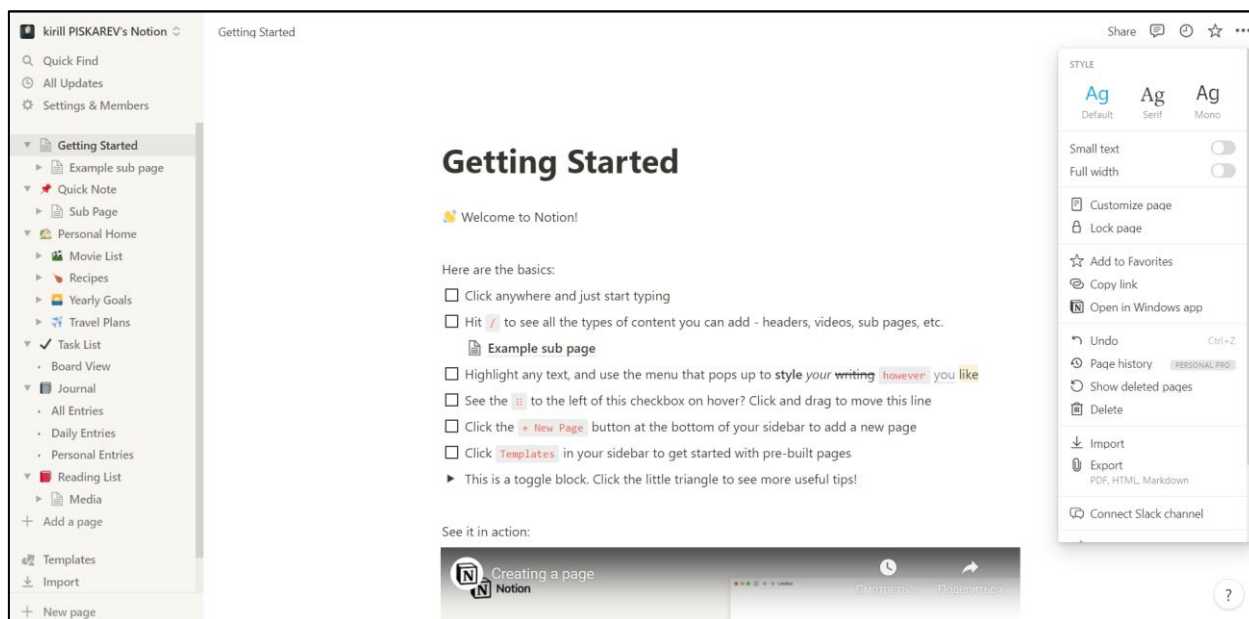 kirill PISKAREV's Notion
Quick Find
All Updates
Settings & Members
Getting Started
Example sub page
Quick Note
Sub Page
Personal Home
Movie List
Recipes
Yearly Goals
Travel Plans
Task List
Board View
Journal
All Entries
Daily Entries
Personal Entries
Reading List
Media
+ Add a page
Templates
Import
+ New page
Getting Started
Share
Getting Started
👋 Welcome to Notion!
Here are the basics:
Click anywhere and just start typing
Hit / to see all the types of content you can add - headers, videos, sub pages, etc.
Example sub page
Highlight any text, and use the menu that pops up to style your writing however you like
See the ⠿ to the left of this checkbox on hover? Click and drag to move this line
Click the + New Page button at the bottom of your sidebar to add a new page
Click Templates in your sidebar to get started with pre-built pages
This is a toggle block. Click the little triangle to see more useful tips!
See it in action:
Creating a page
Notion
Смотреть...
Поделиться
STYLE
Ag Ag Ag
Default Serif Mono
Small text
Full width
Customize page
Lock page
Add to Favorites
Copy link
Open in Windows app
Undo Ctrl+Z
Page history PERSONAL PRO
Show deleted pages
Delete
Import
Export
PDF, HTML, Markdown
Connect Slack channel
?